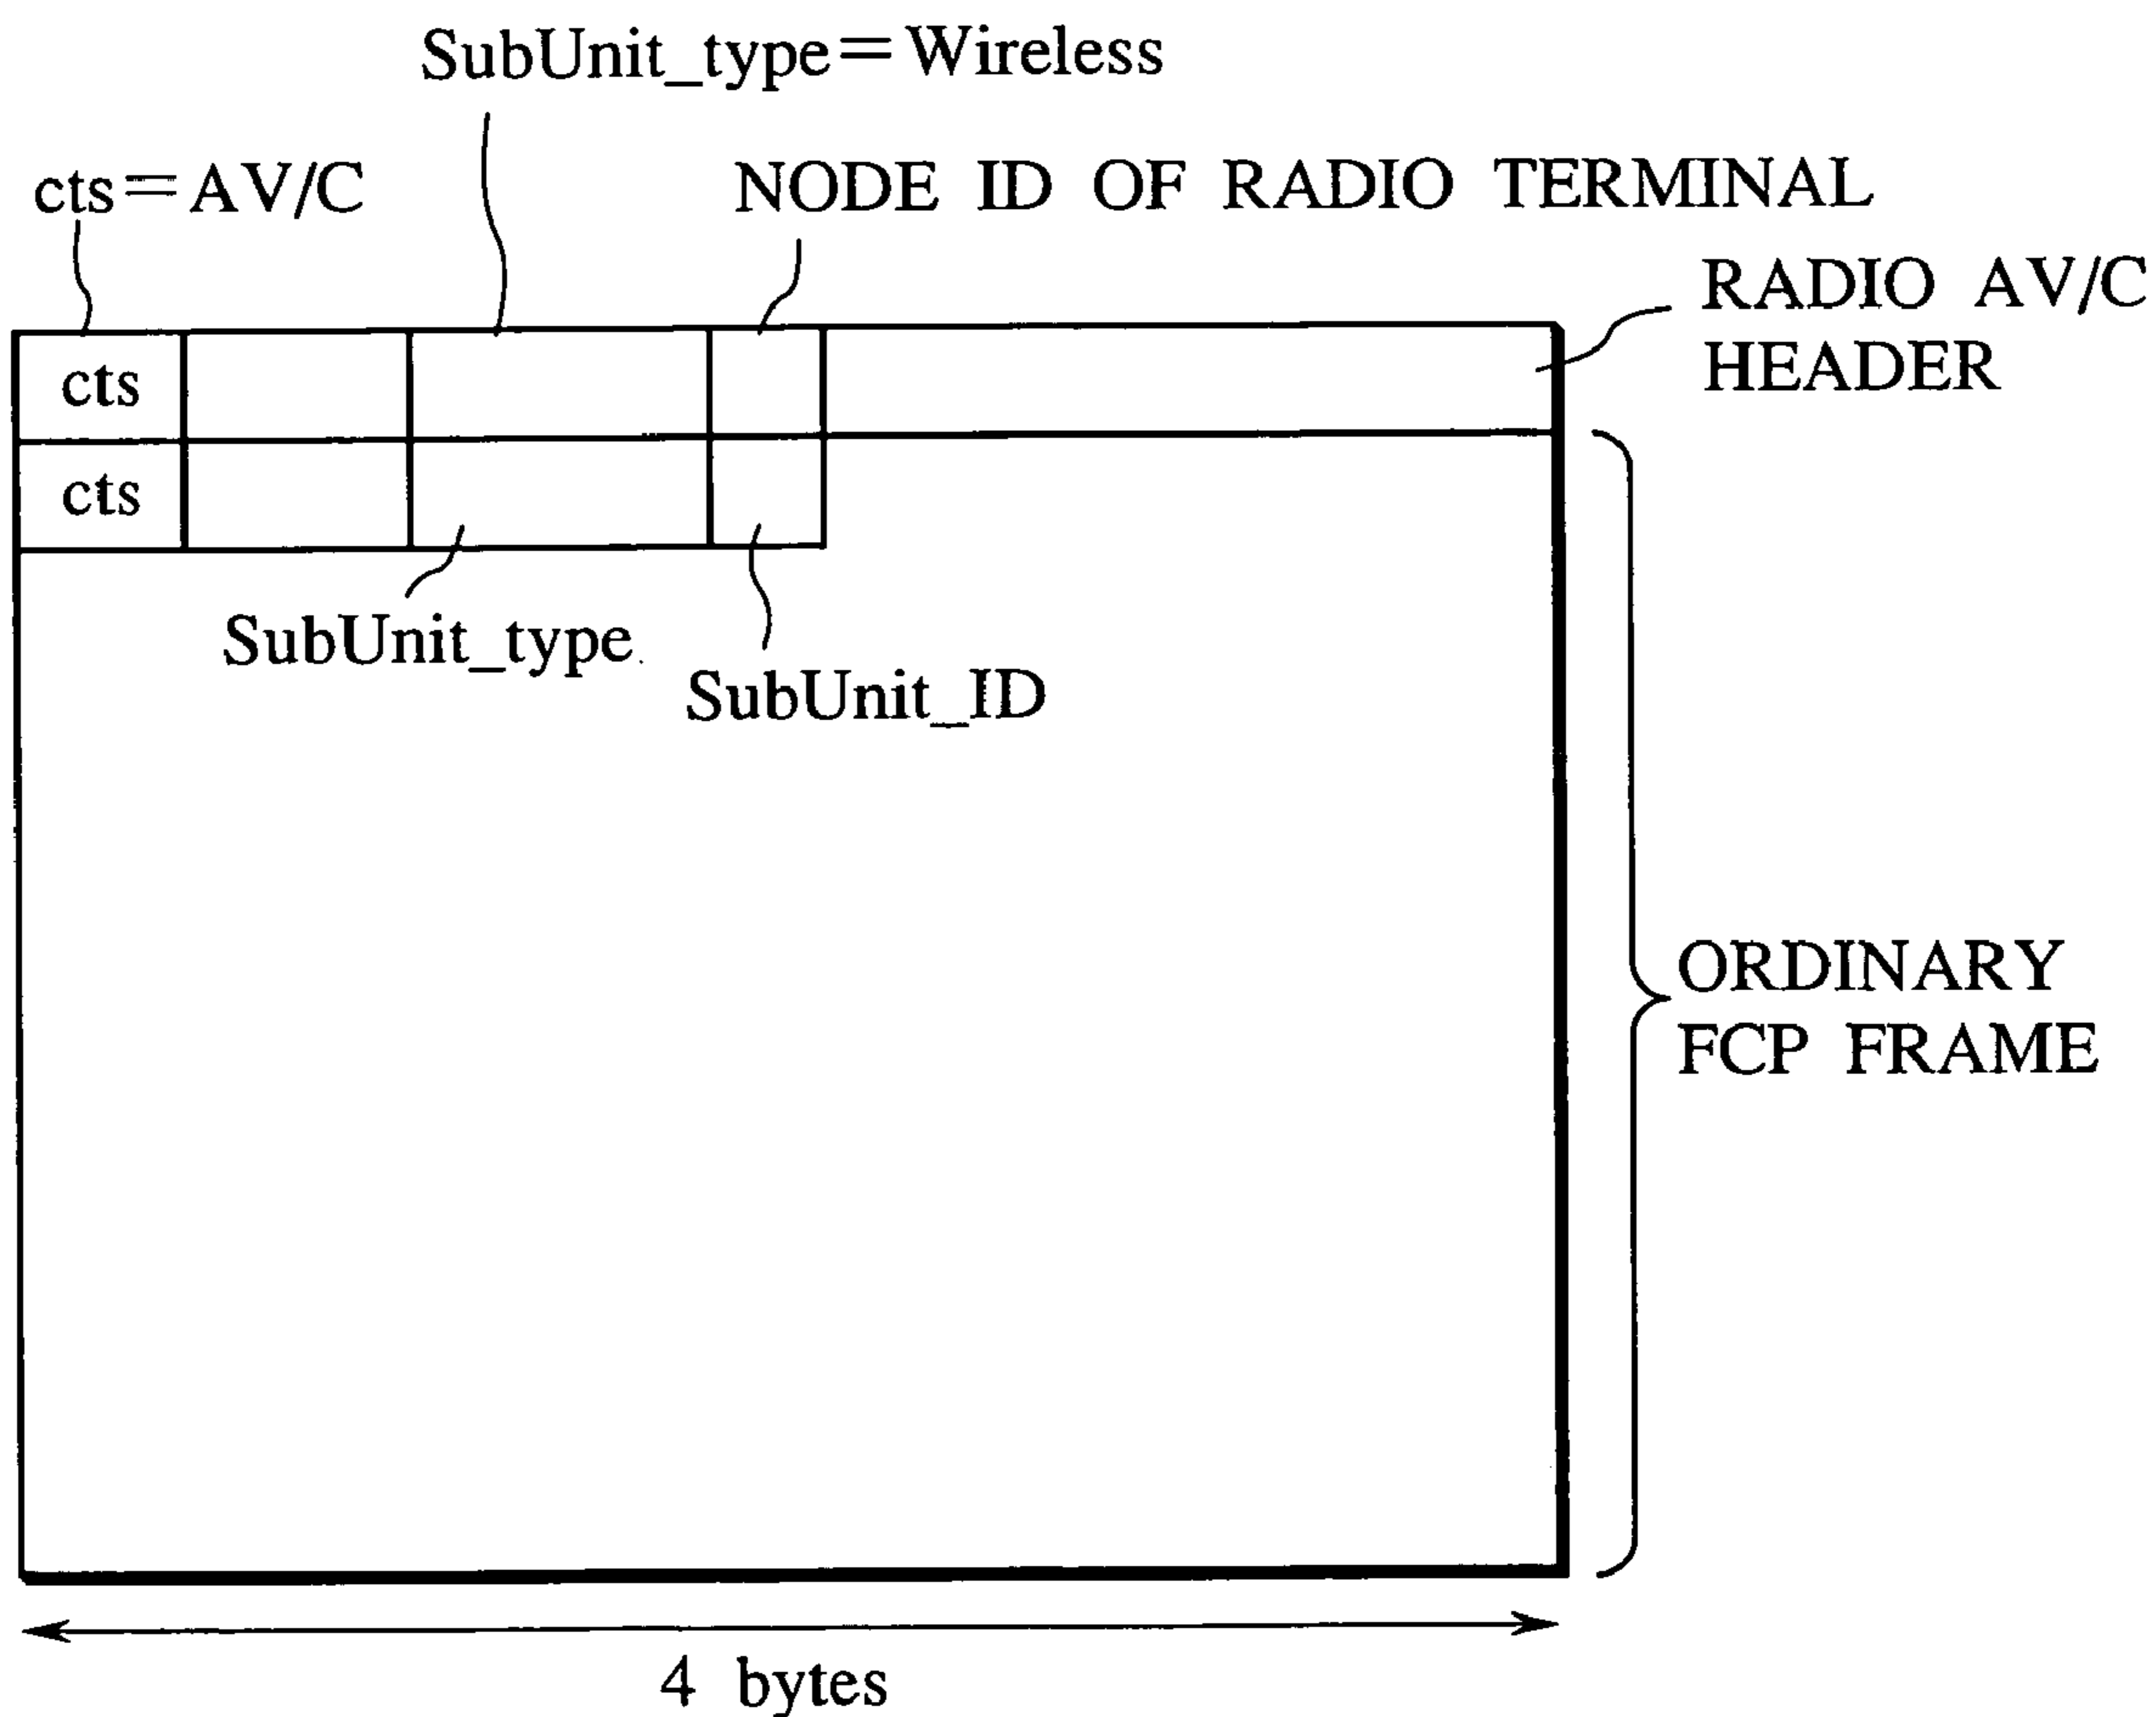 SubUnit_type=Wireless
cts=AV/C
NODE ID OF RADIO TERMINAL
RADIO AV/C
HEADER
cts
cts
SubUnit_type
SubUnit_ID
ORDINARY
FCP FRAME
4 bytes